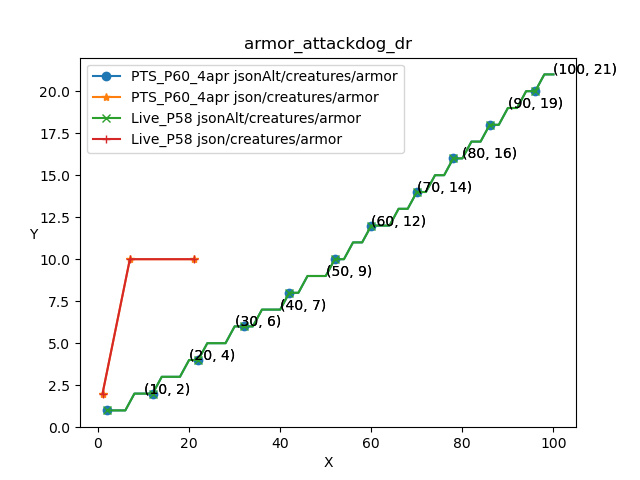 armor_attackdog_dr
PTS_P60_4apr jsonAlt/creatures/armor
PTS_P60_4apr json/creatures/armor
Live_P58 jsonAlt/creatures/armor
Live_P58 json/creatures/armor
(100, 21)
(90, 19)
(80, 16)
(70, 14)
(60, 12)
(50, 9)
(40, 7)
(30, 6)
(20, 4)
(10, 2)
20.0
17.5
15.0
12.5
10.0
7.5
5.0
2.5
0.0
Y
0 20 40 60 80 100
X